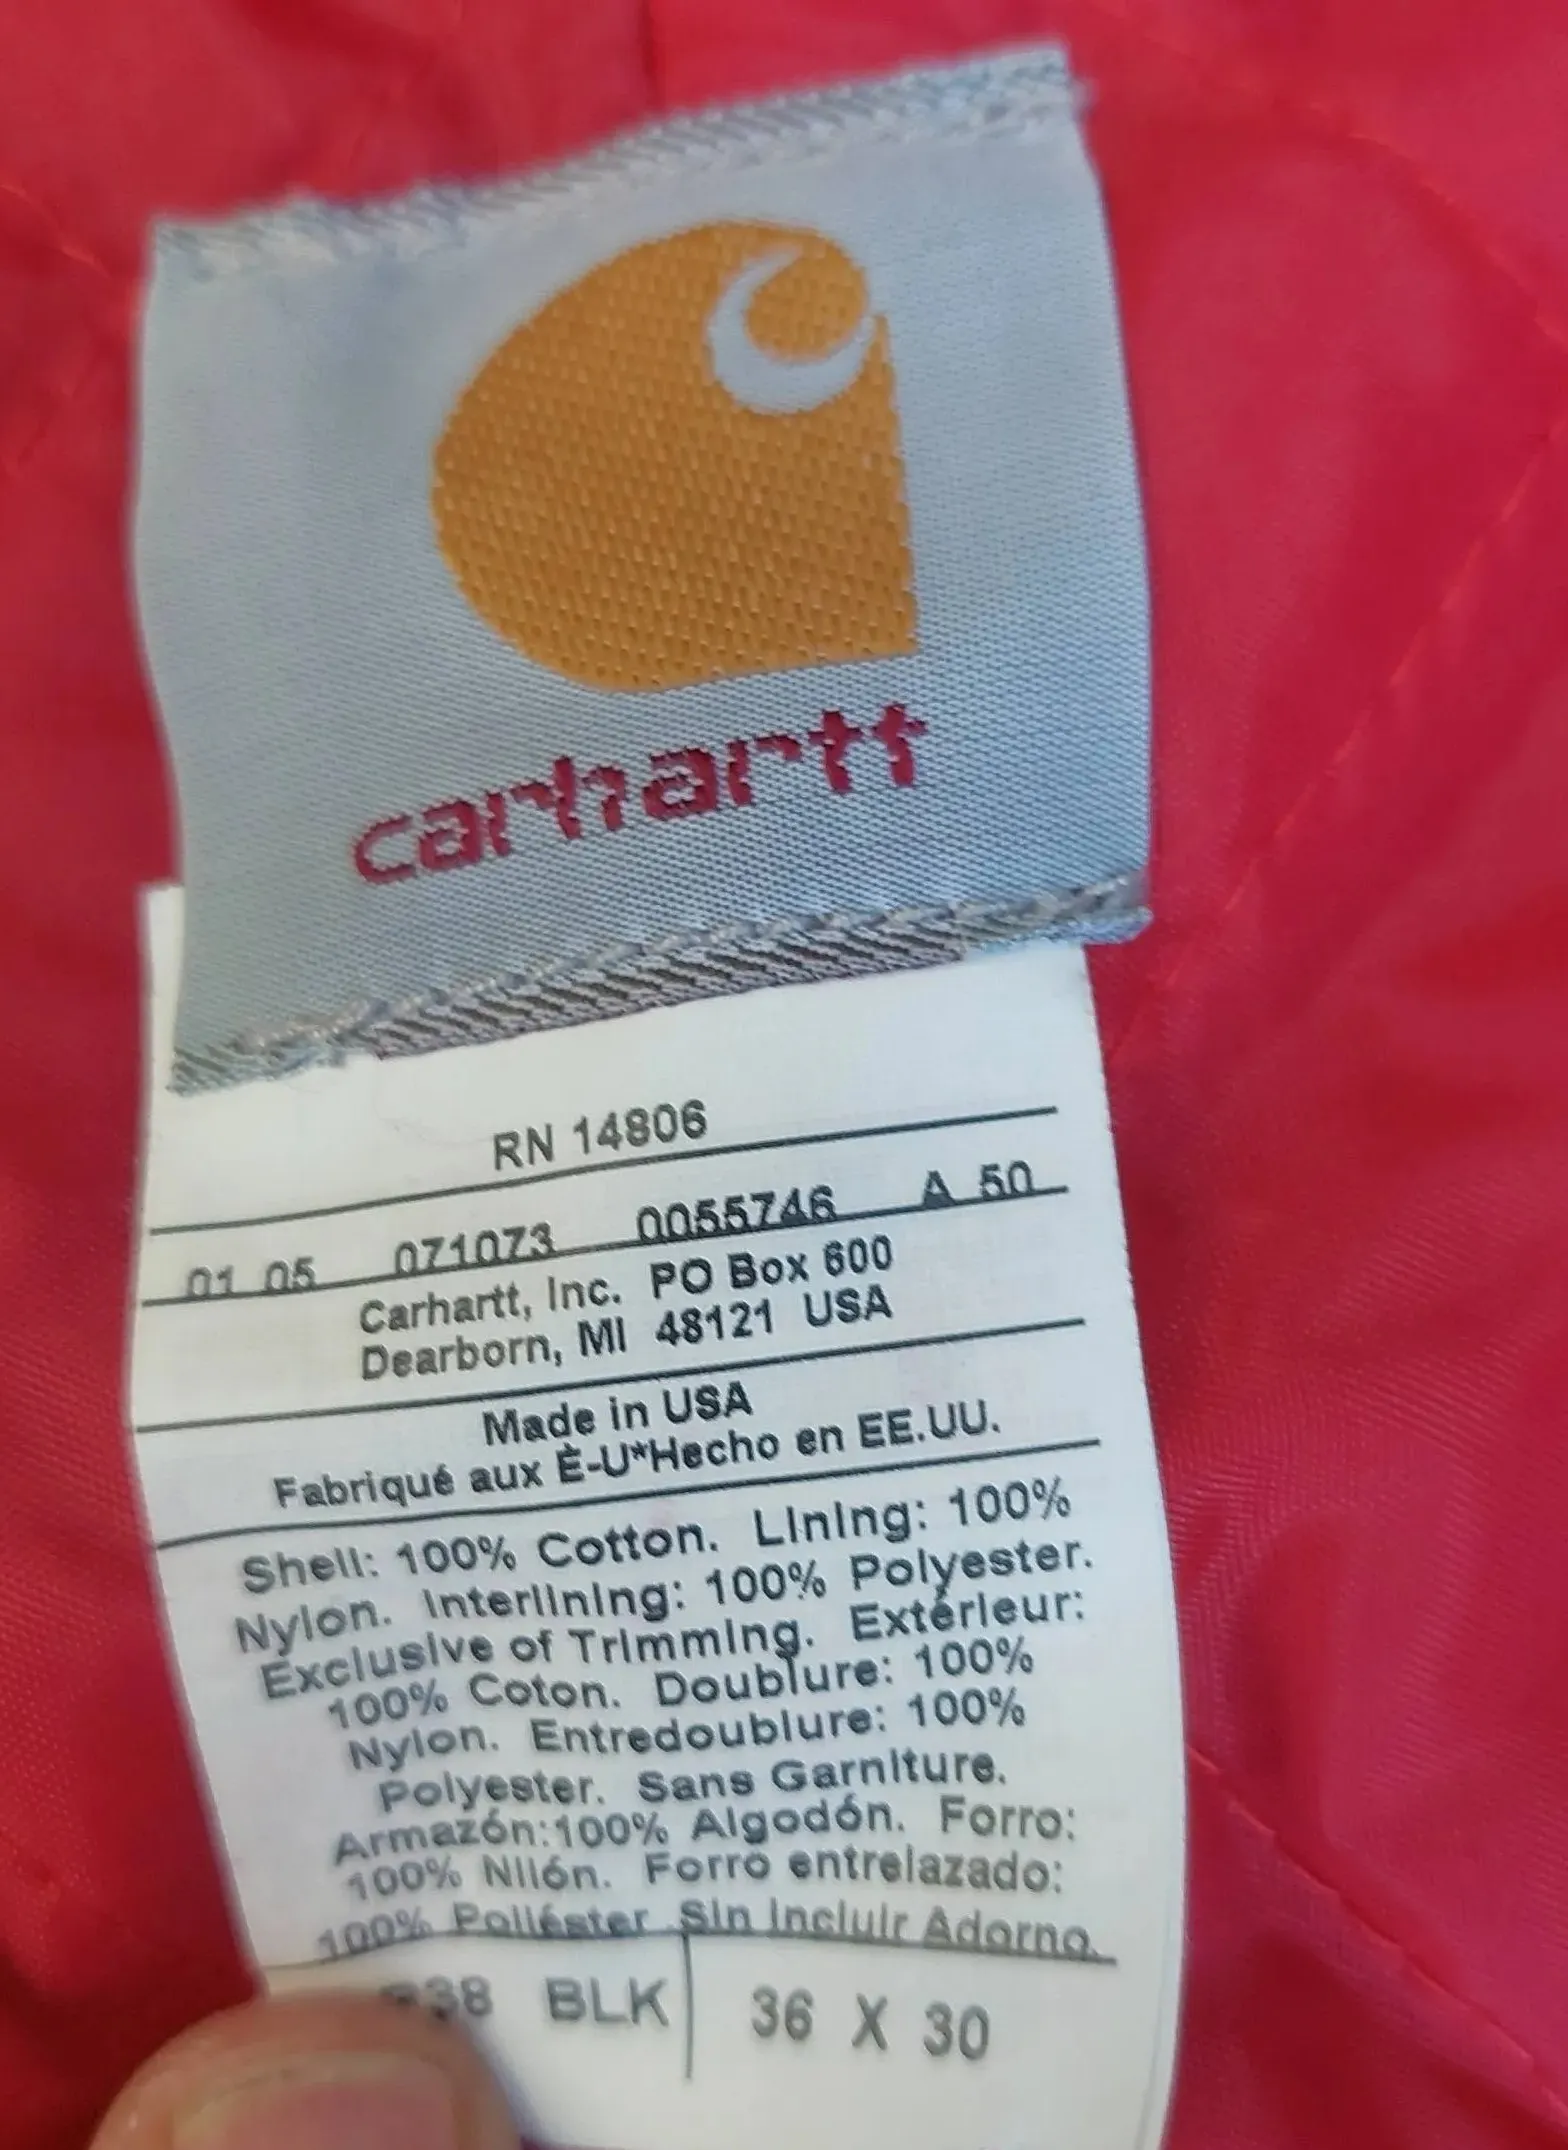 carhartt
RN 14806
01 05 071073 0055746 A 50
Carhartt, Inc. PO Box 600
Dearborn, MI 48121 USA
Made in USA
Fabriqué aux È-U*Hecho en EE.UU.
Shell: 100% Cotton. Lining: 100%
Nylon. Interlining: 100% Polyester.
Exclusive of Trimming. Extérieur:
100% Coton. Doublure: 100%
Nylon. Entredoublure: 100%
Polyester. Sans Garniture.
Armazón:100% Algodón. Forro:
100% Nilón. Forro entrelazado:
100% Poliéster Sin Incluir Adorno.
BLK 36 X 30